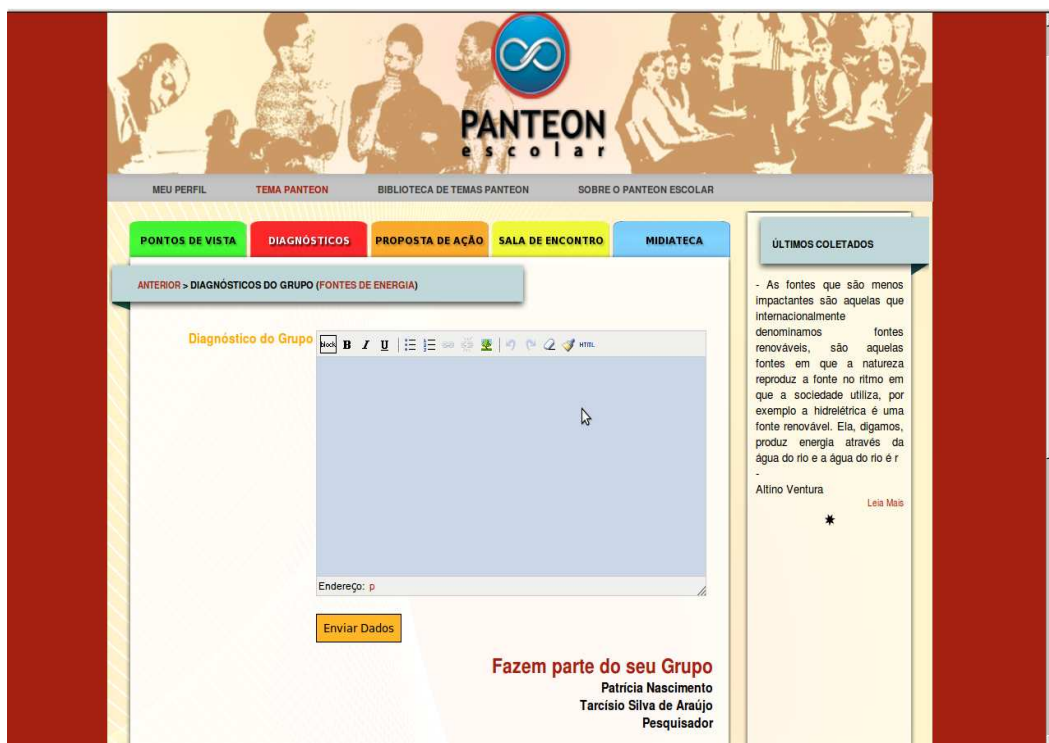 PANTEON
escolar
MEU PERFIL TEMA PANTEON BIBLIOTECA DE TEMAS PANTEON SOBRE O PANTEON ESCOLAR
PONTOS DE VISTA DIAGNÓSTICOS PROPOSTA DE AÇÃO SALA DE ENCONTRO MIDIATECA
ANTERIOR > DIAGNÓSTICOS DO GRUPO (FONTES DE ENERGIA)
Diagnóstico do Grupo
block B I U HTML
Endereço: p
Enviar Dados
Fazem parte do seu Grupo
Patrícia Nascimento
Tarcísio Silva de Araújo
Pesquisador
ÚLTIMOS COLETADOS
- As fontes que são menos
impactantes são aquelas que
internacionalmente
denominamos fontes
renováveis, são aquelas
fontes em que a natureza
reproduz a fonte no ritmo em
que a sociedade utiliza, por
exemplo a hidrelétrica é uma
fonte renovável. Ela, digamos,
produz energia através da
água do rio e a água do rio é r
-
Altino Ventura
Leia Mais